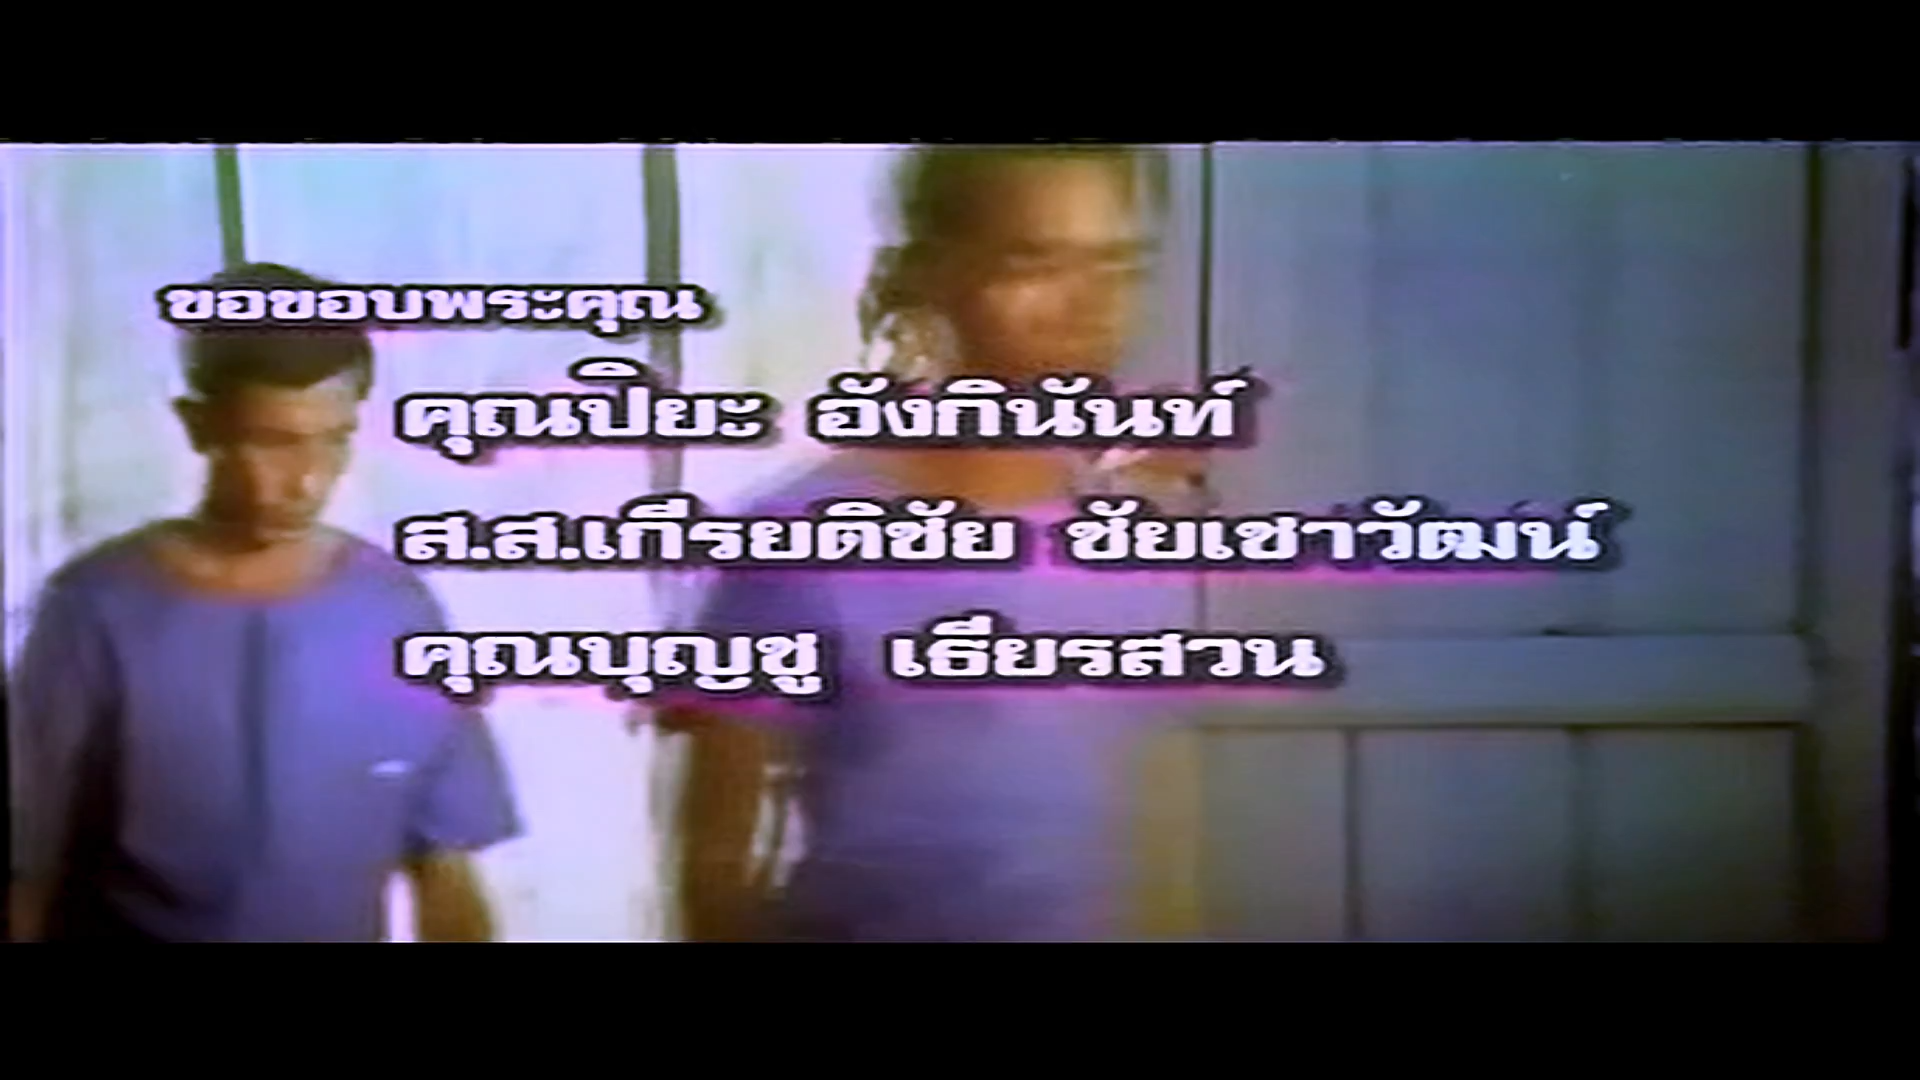 ขอขอบพระคุณ
คุณปิยะ อังกินันท์
ส.ส.เกีรยติชัย ชัยเชาวัฒน์
คุณบุญชู เธียรสวน